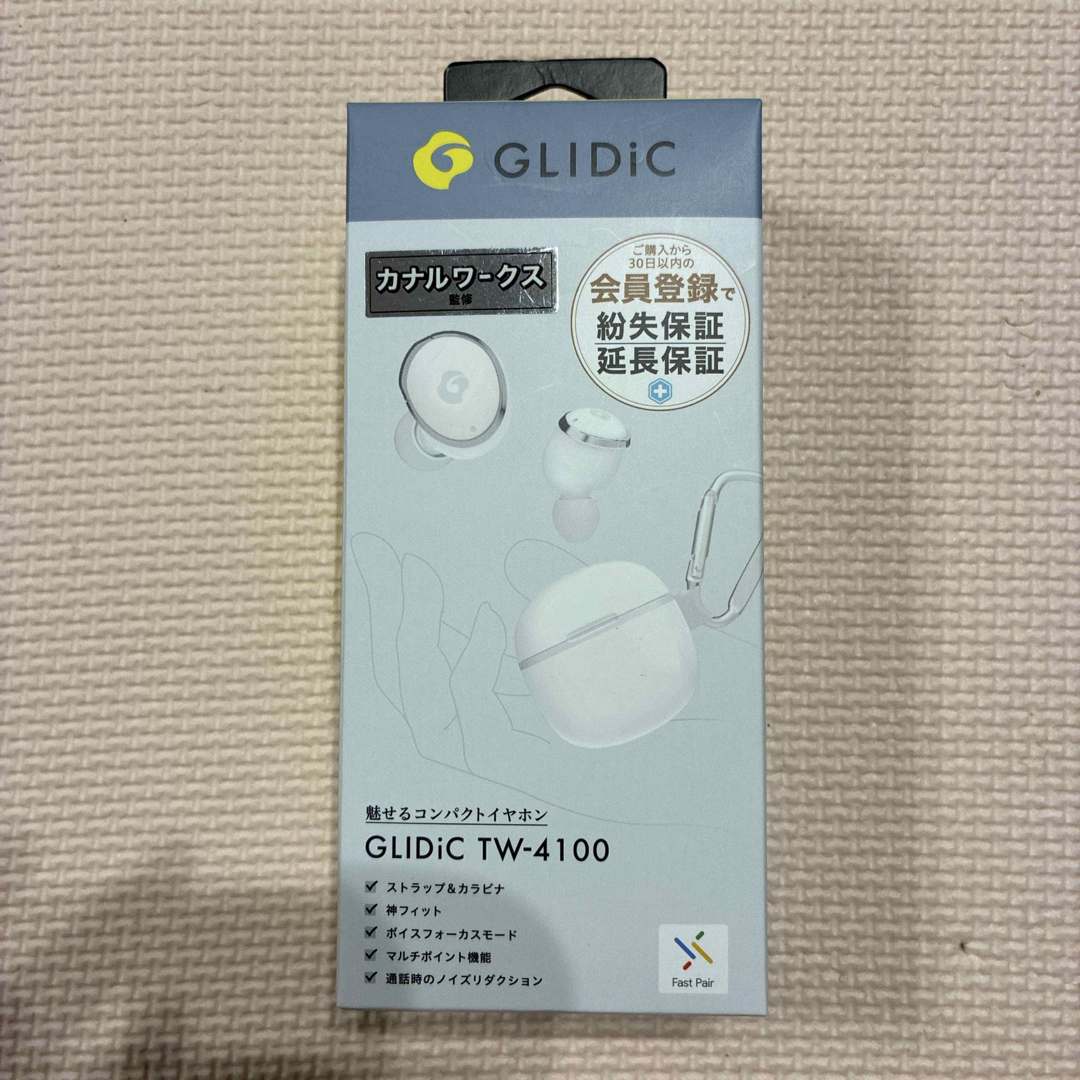 GLIDiC
カナルワークス
監修
ご購入から
30日以内の
会員登録で
紛失保証
延長保証
魅せるコンパクトイヤホン
GLIDiC TW-4100
ストラップ&カラビナ
神フィット
ボイスフォーカスモード
マルチポイント機能
通話時のノイズリダクション
Fast Pair